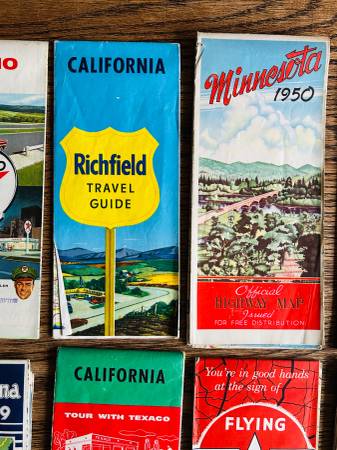 CALIFORNIA
Richfield
TRAVEL
GUIDE
Minnesota
1950
Official
HIGHWAY MAP
Issued
FOR FREE DISTRIBUTION
CALIFORNIA
TOUR WITH TEXACO
You're in good hands
at the sign of
FLYING